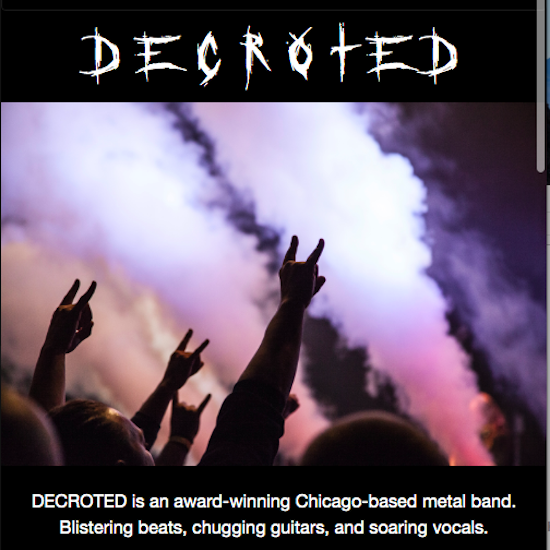 DECROTED
DECROTED is an award-winning Chicago-based metal band.
Blistering beats, chugging guitars, and soaring vocals.